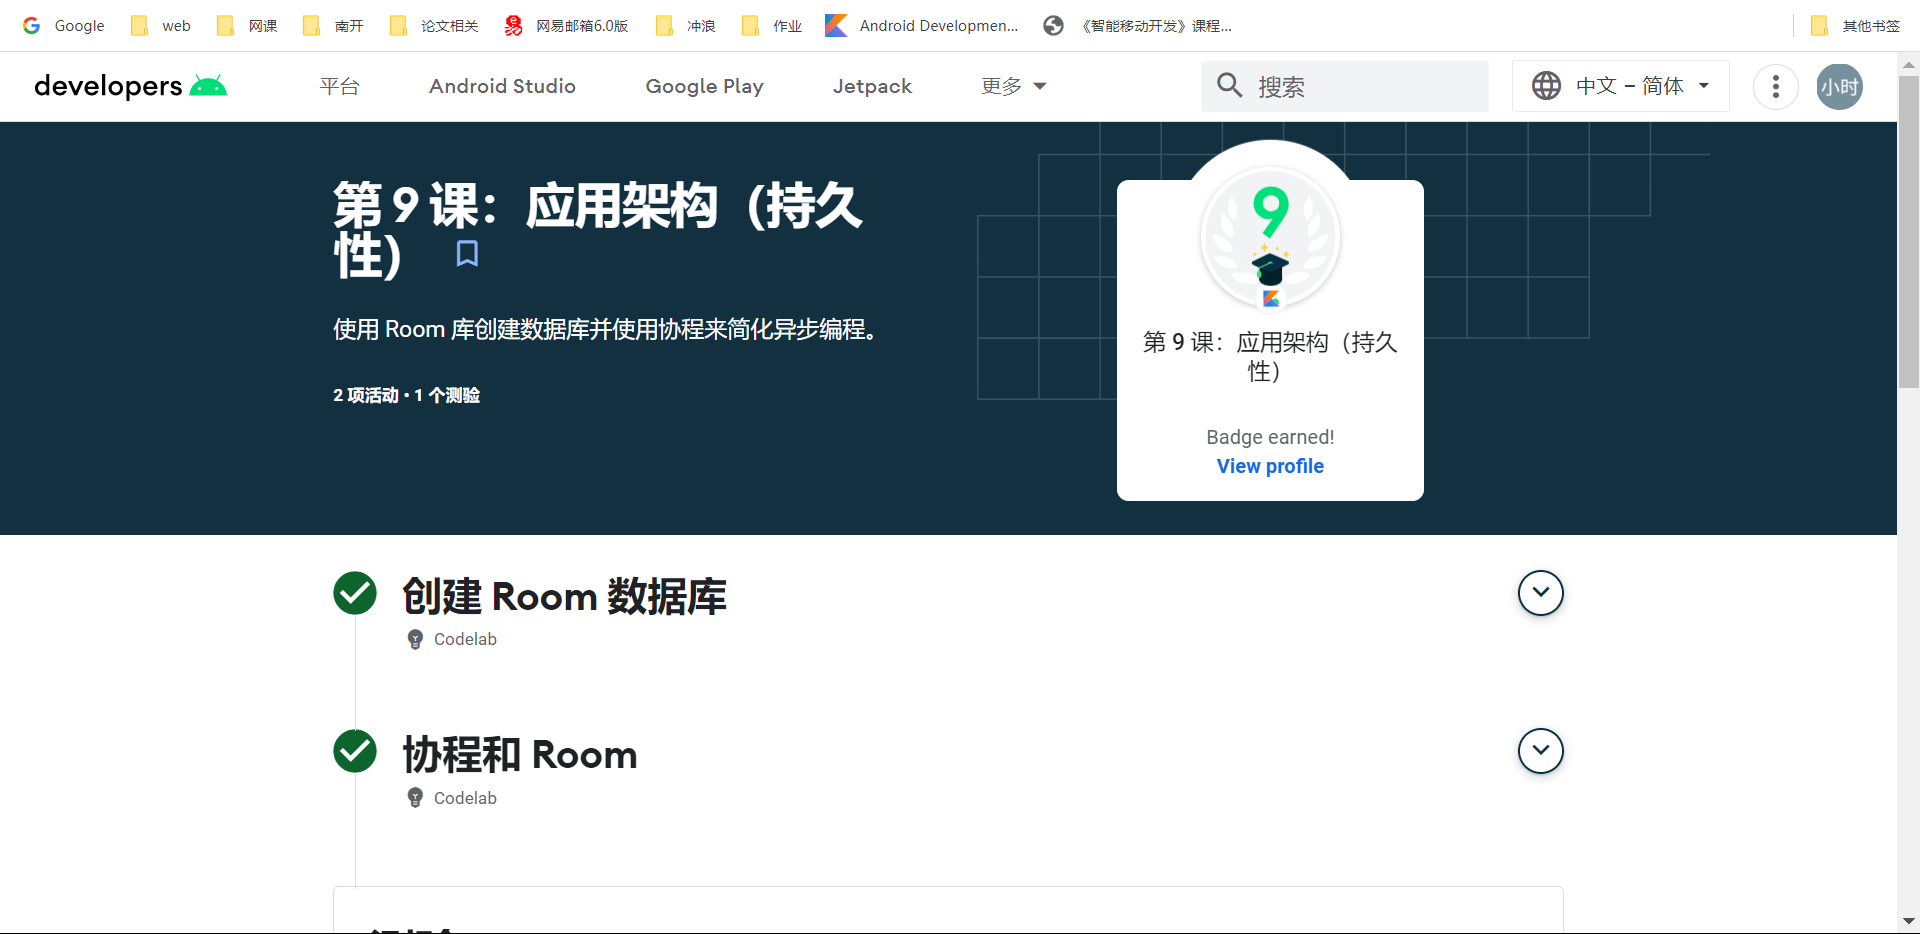 Google web 网课 南开 论文相关 网易邮箱6.0版 冲浪 作业 Android Developmen... 《智能移动开发》课程... 其他书签
developers 平台 Android Studio Google Play Jetpack 更多 搜索 中文 – 简体 小时
第 9 课：应用架构（持久
性)
使用 Room 库创建数据库并使用协程来简化异步编程。
2 项活动 • 1 个测验
9
第 9 课：应用架构（持久
性）
Badge earned!
View profile
创建 Room 数据库
Codelab
协程和 Room
Codelab